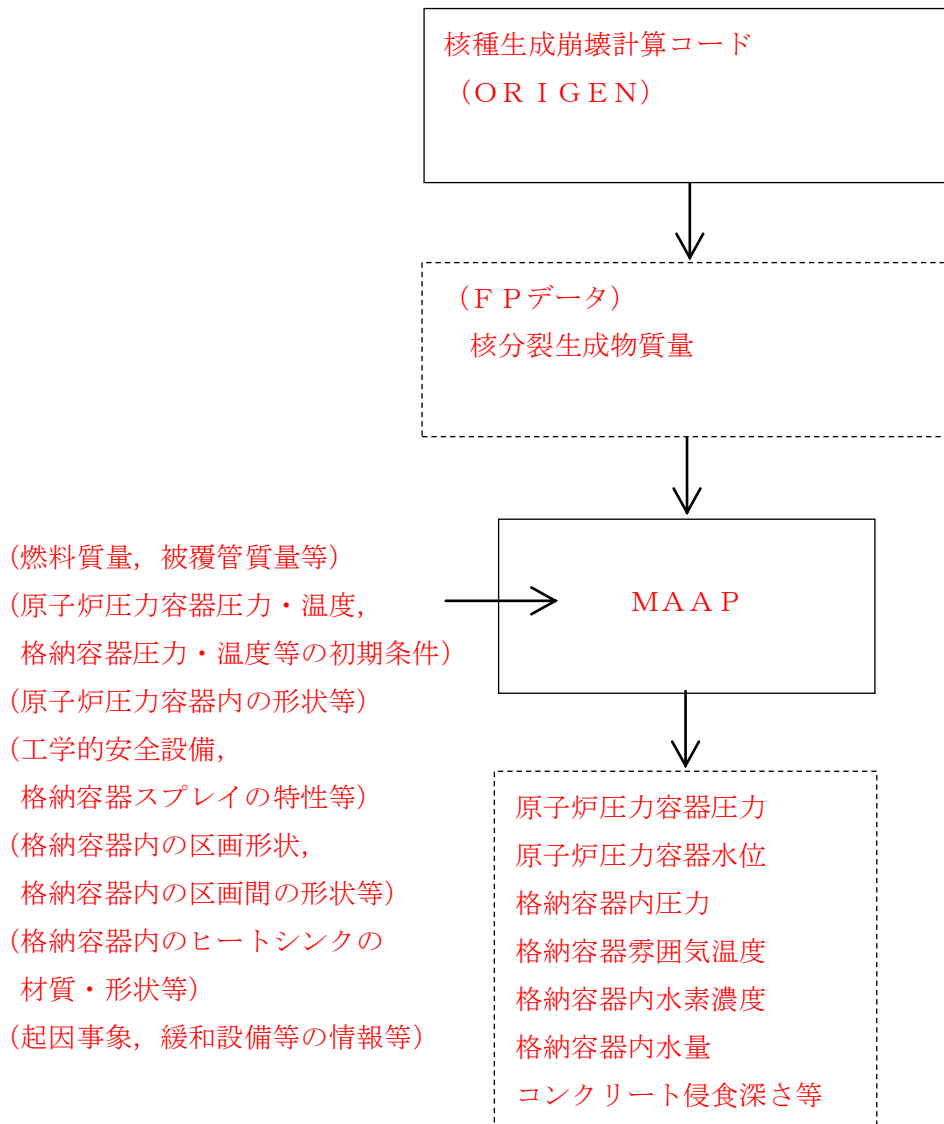 核種生成崩壊計算コード
（ＯＲＩＧＥＮ）
（ＦＰデータ）
核分裂生成物質量
(燃料質量，被覆管質量等)
(原子炉圧力容器圧力・温度，
格納容器圧力・温度等の初期条件)
(原子炉圧力容器内の形状等)
(工学的安全設備，
格納容器スプレイの特性等)
(格納容器内の区画形状，
格納容器内の区画間の形状等)
(格納容器内のヒートシンクの
材質・形状等)
(起因事象，緩和設備等の情報等)
ＭＡＡＰ
原子炉圧力容器圧力
原子炉圧力容器水位
格納容器内圧力
格納容器雰囲気温度
格納容器内水素濃度
格納容器内水量
コンクリート侵食深さ等